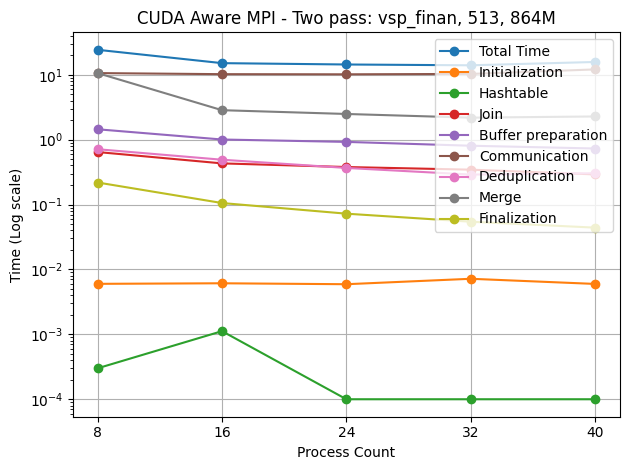 CUDA Aware MPI - Two pass: vsp_finan, 513, 864M
Total Time
Initialization
Hashtable
Join
Buffer preparation
Communication
Deduplication
Merge
Finalization
Time (Log scale)
10¹
10⁰
10⁻¹
10⁻²
10⁻³
10⁻⁴
8 16 24 32 40
Process Count